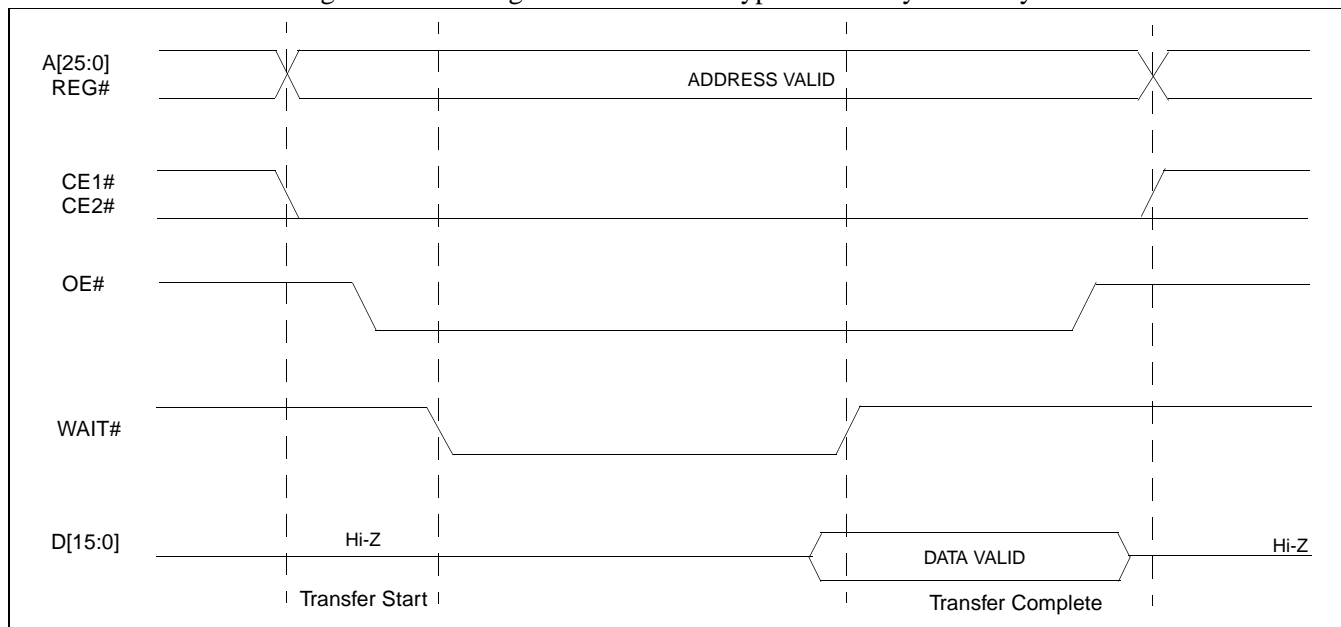 A[25:0]
REG#
ADDRESS VALID
CE1#
CE2#
OE#
WAIT#
D[15:0]
Hi-Z
DATA VALID
Hi-Z
Transfer Start
Transfer Complete